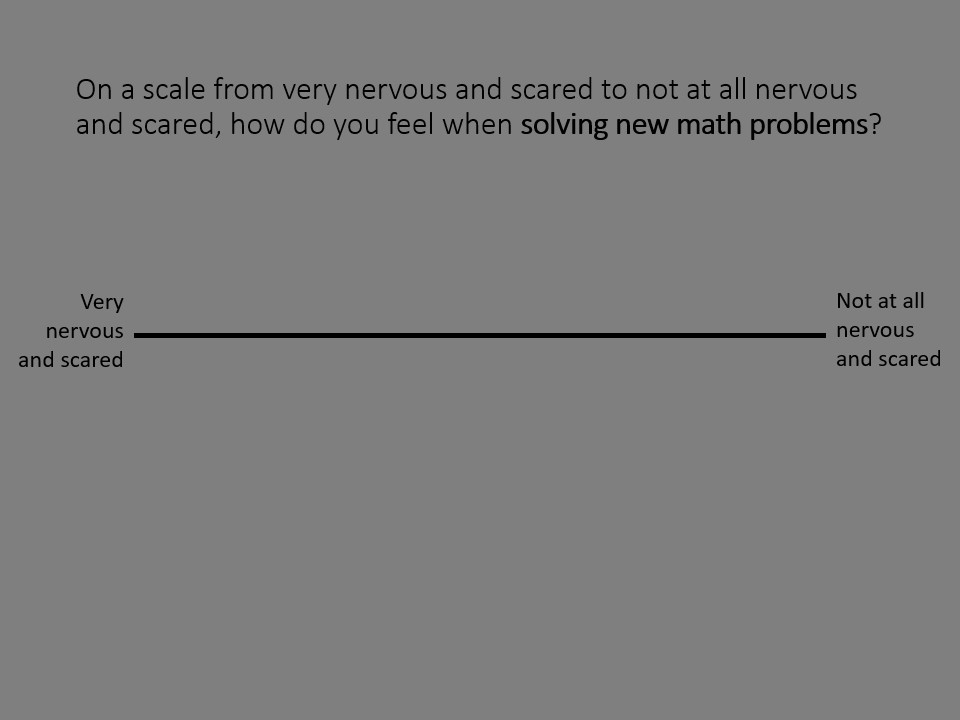 On a scale from very nervous and scared to not at all nervous
and scared, how do you feel when solving new math problems?
Very
nervous
and scared
Not at all
nervous
and scared